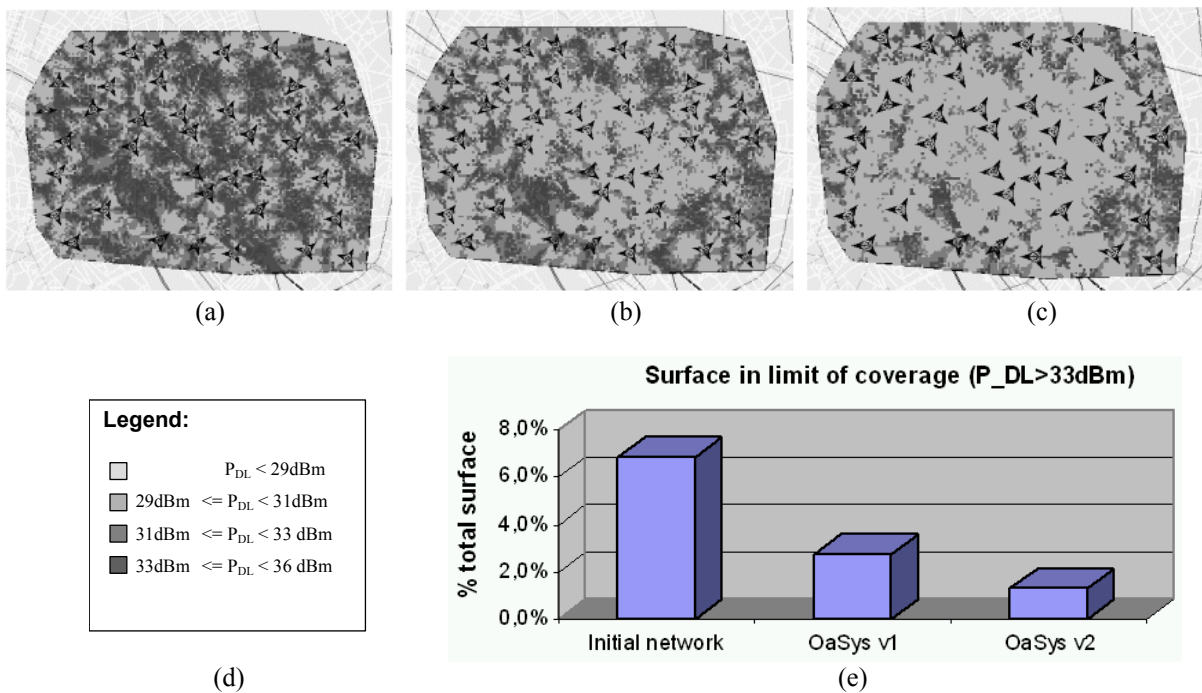 (a)
(b)
(c)
Legend:
P_DL < 29dBm
29dBm <= P_DL < 31dBm
31dBm <= P_DL < 33 dBm
33dBm <= P_DL < 36 dBm
(d)
Surface in limit of coverage (P_DL>33dBm)
% total surface
8,0%
6,0%
4,0%
2,0%
0,0%
Initial network
OaSys v1
OaSys v2
(e)